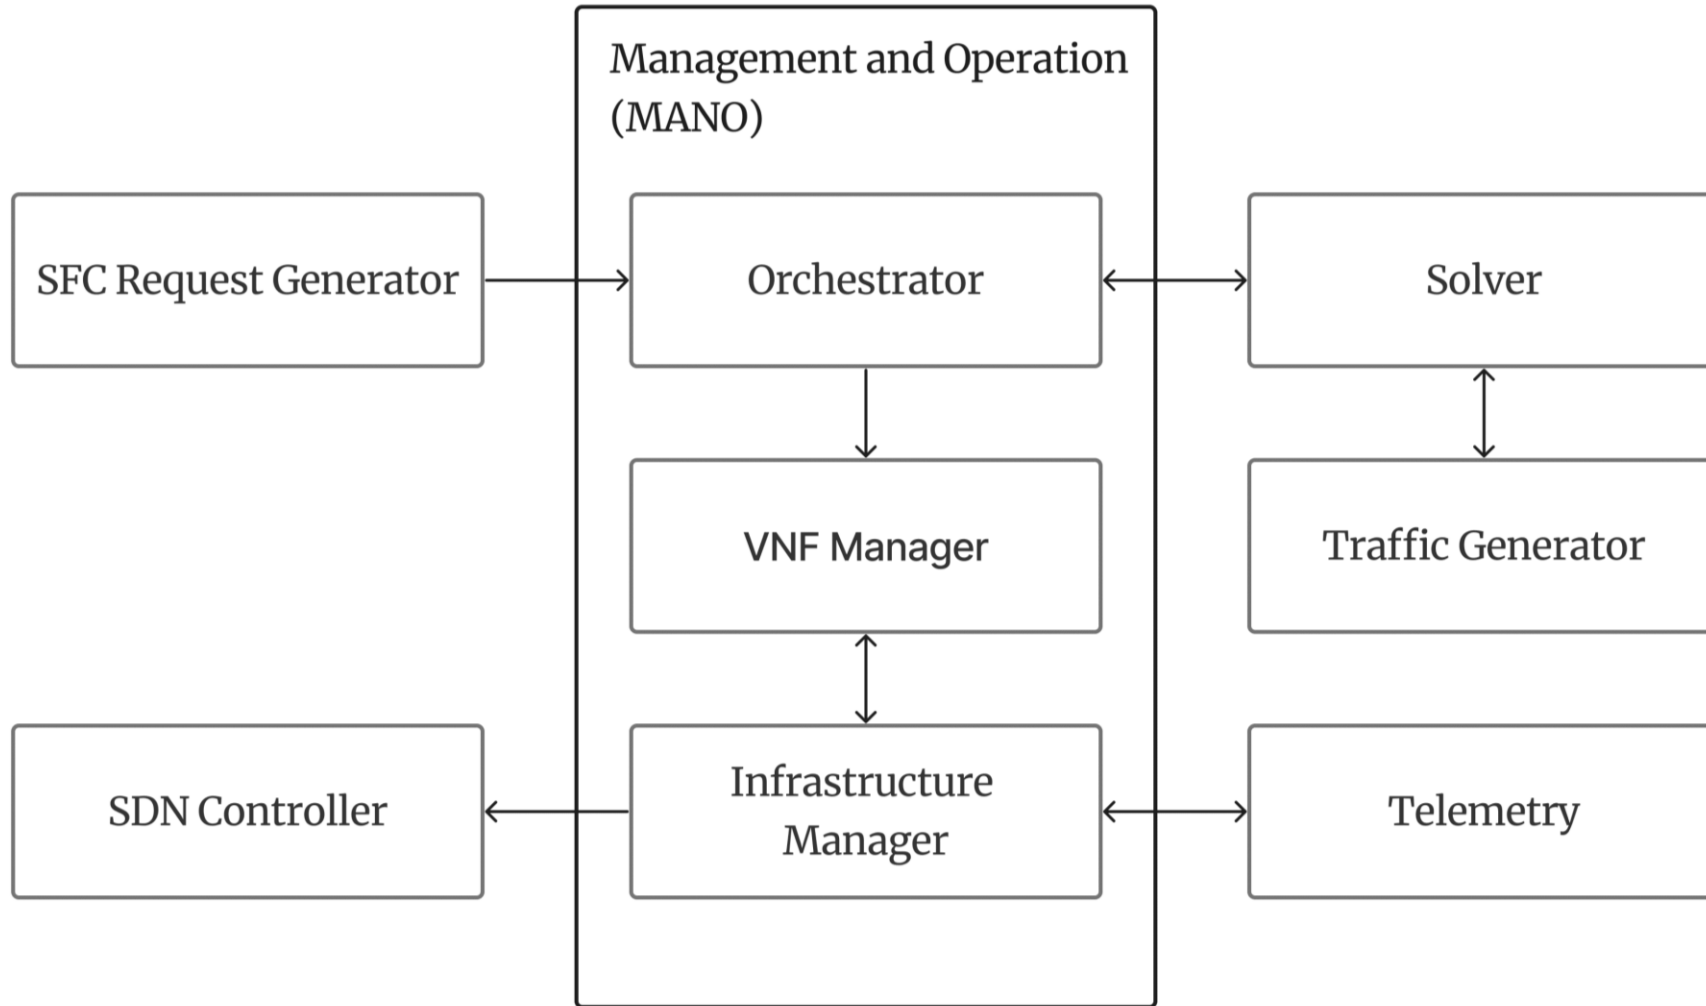 Management and Operation
(MANO)
SFC Request Generator
Orchestrator
Solver
VNF Manager
Traffic Generator
SDN Controller
Infrastructure
Manager
Telemetry